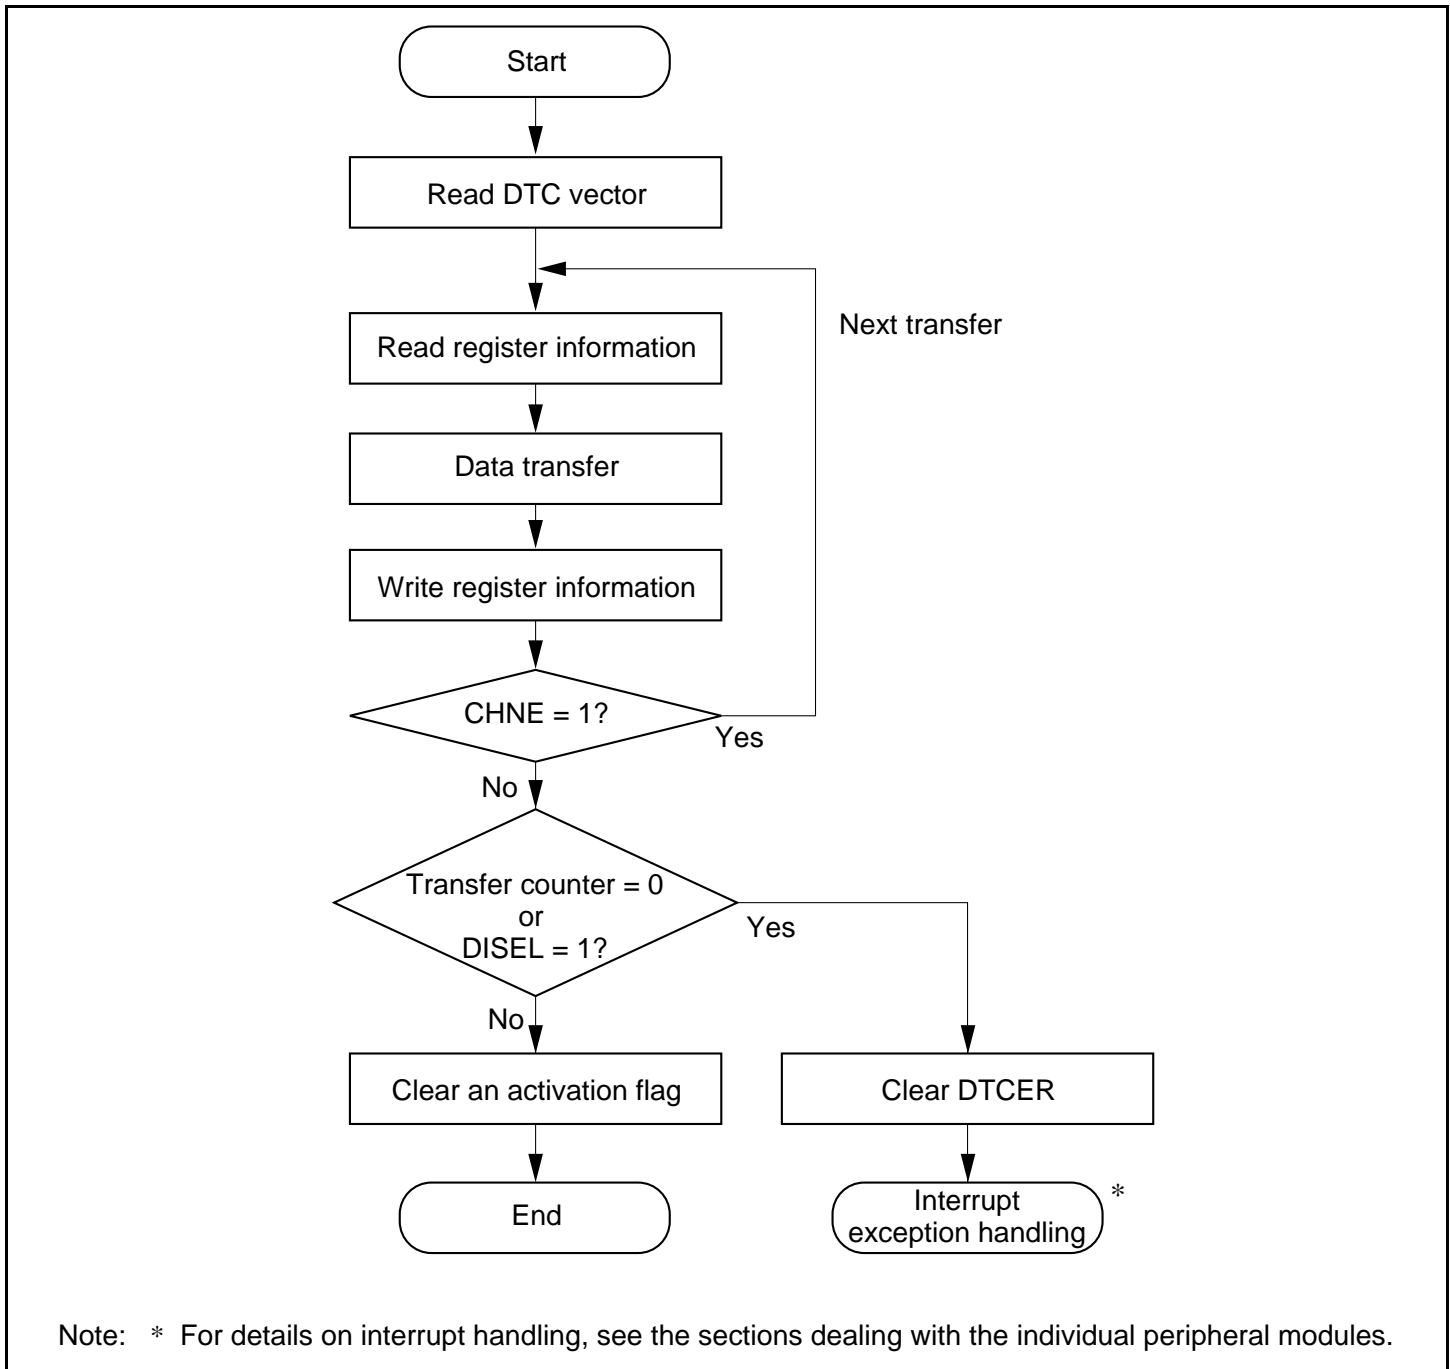 Start
Read DTC vector
Next transfer
Read register information
Data transfer
Write register information
CHNE = 1?
Yes
No
Transfer counter = 0
or
DISEL = 1?
Yes
No
Clear an activation flag
Clear DTCER
End
Interrupt
exception handling
*
Note: * For details on interrupt handling, see the sections dealing with the individual peripheral modules.